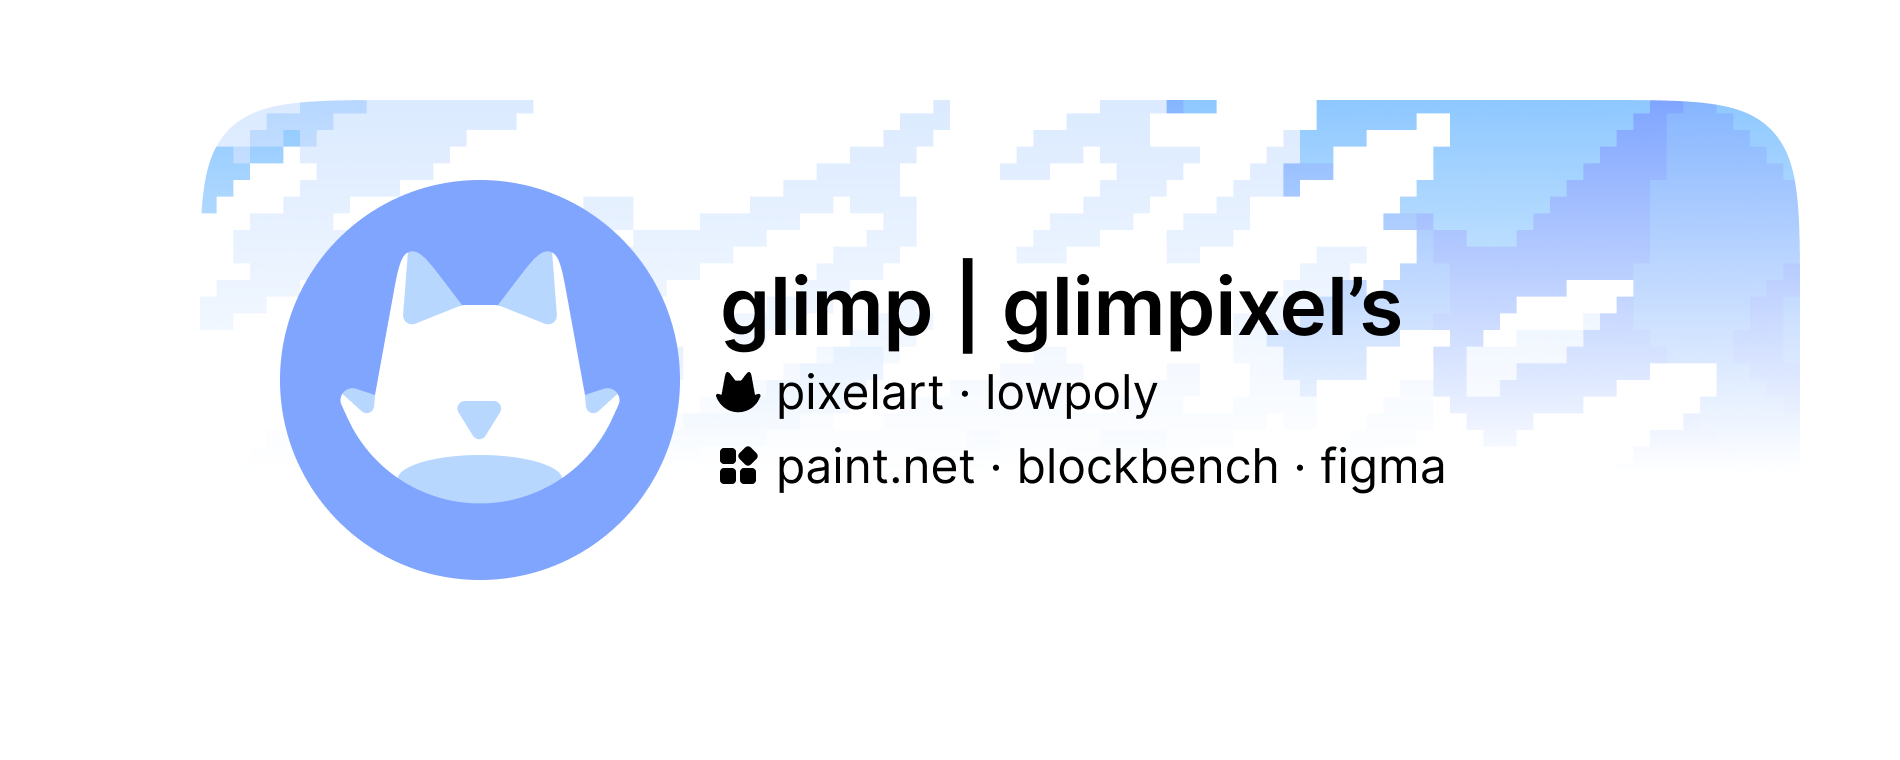 glimp | glimpixel’s
pixelart · lowpoly
paint.net · blockbench · figma